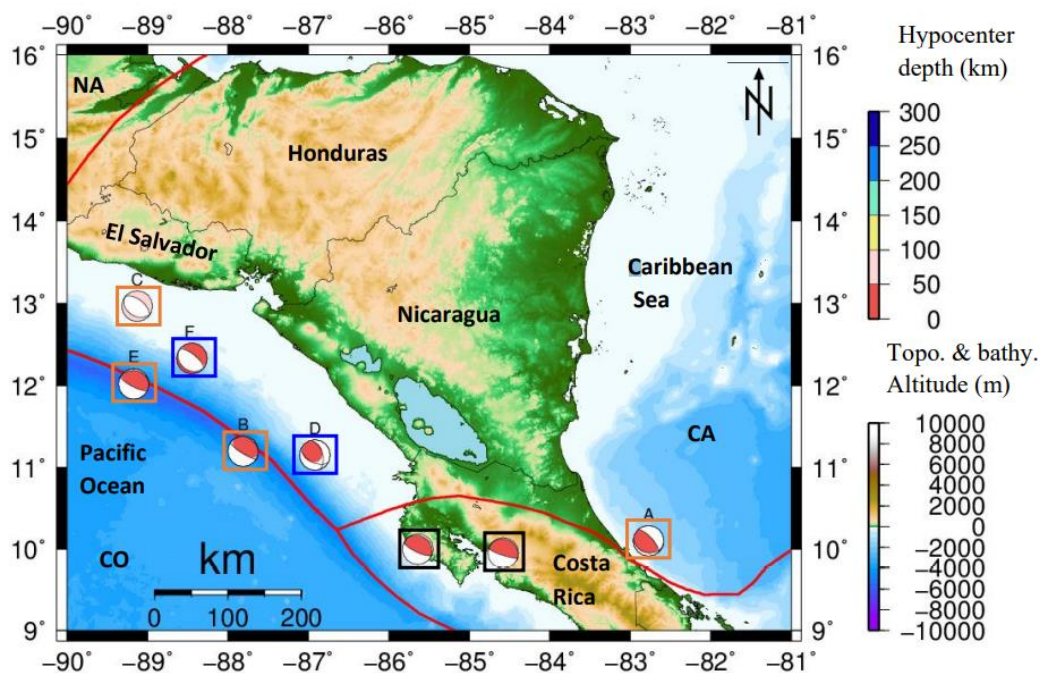 −90˚ −89˚ −88˚ −87˚ −86˚ −85˚ −84˚ −83˚ −82˚ −81˚
16˚ 16˚
15˚ 15˚
14˚ 14˚
13˚ 13˚
12˚ 12˚
11˚ 11˚
10˚ 10˚
9˚ 9˚
−90˚ −89˚ −88˚ −87˚ −86˚ −85˚ −84˚ −83˚ −82˚ −81˚
NA
N
Honduras
El Salvador
Caribbean
Sea
Nicaragua
C
F
E
B
D
A
CA
Pacific
Ocean
CO
Costa
Rica
km
0 100 200
Hypocenter
depth (km)
300
250
200
150
100
50
0
Topo. & bathy.
Altitude (m)
10000
8000
6000
4000
2000
0
−2000
−4000
−6000
−8000
−10000